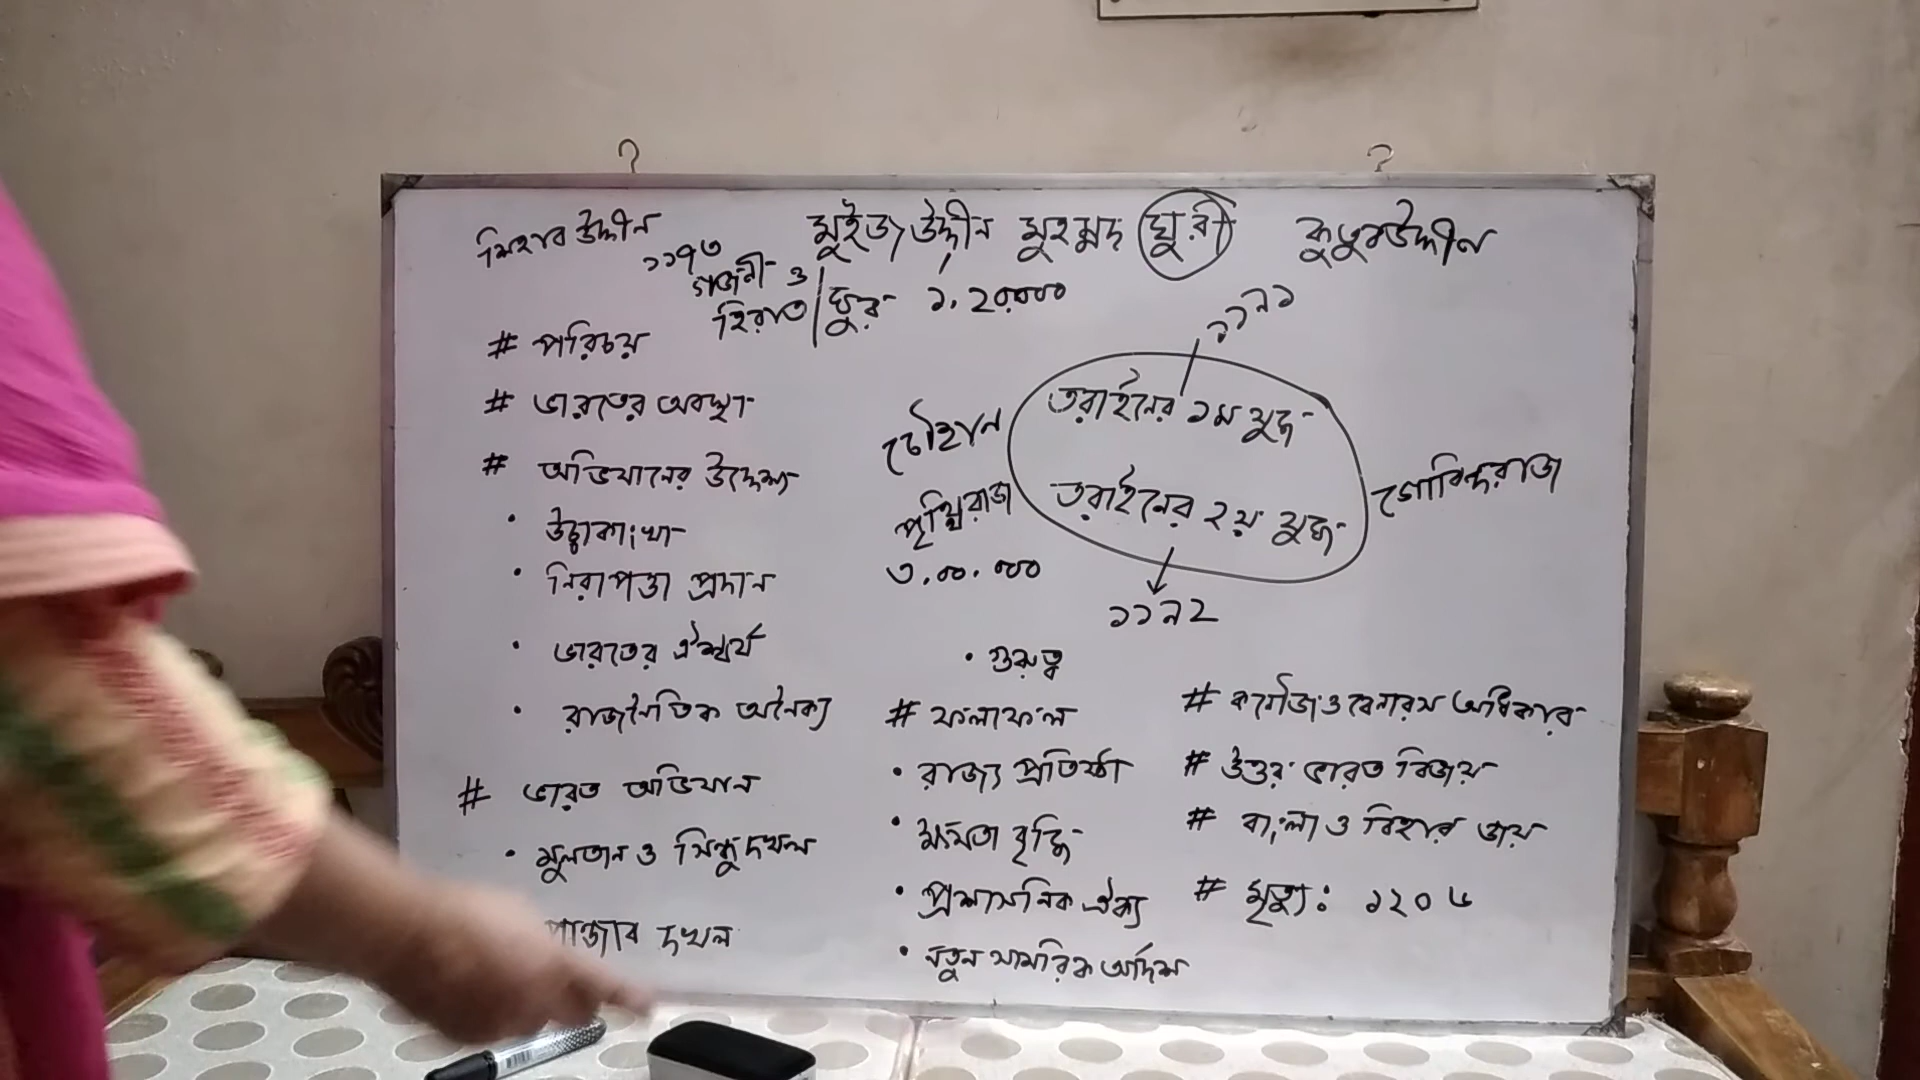 শিহাব উদ্দীন
মুইজ উদ্দীন মুহম্মদ ঘুরী
কুতুবউদ্দীন
১১৭৩
গজনী ও
হিরাত / ঘুর
১,২০০০০
# পরিচয়
# ভারতের অবস্থা
# অভিযানের উদ্দেশ্য
• উচ্চাকাংখা
• নিরাপত্তা প্রদান
• ভারতের ঐশ্বর্য
• রাজনৈতিক অনৈক্য
# ভারত অভিযান
• মুলতান ও সিন্ধু দখল
পাজাব দখল
১১৯১
তরাইনের ১ম যুদ্ধ
তরাইনের ২য় যুদ্ধ
১১৯২
চৌহান
পৃথ্বিরাজ
৩,০০,০০০
গোবিন্দরাজ
• গুরুত্ব
# ফলাফল
• রাজ্য প্রতিষ্ঠা
• ক্ষমতা বৃদ্ধি
• প্রশাসনিক ঐক্য
• নতুন সামরিক আদর্শ
# কনৌজ ও বেনারস অধিকার
# উত্তর ভারত বিজয়
# বাংলা ও বিহার জয়
# মৃত্যু: ১২০৬